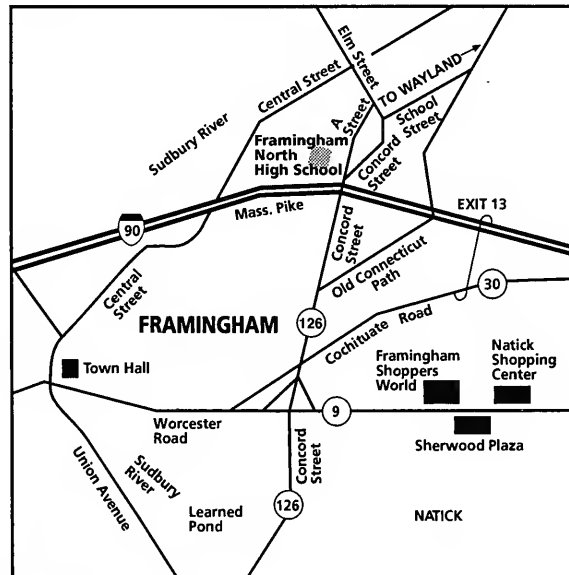 Elm Street
TO WAYLAND
Central Street
School
Street
A
Street
Concord
Street
Sudbury River
Framingham
North
High School
Mass. Pike
EXIT 13
90
Concord
Street
Old Connecticut
Path
30
Central
Street
FRAMINGHAM
126
Cochituate Road
Town Hall
Framingham
Shoppers
World
Natick
Shopping
Center
9
Worcester
Road
Sherwood Plaza
Union Avenue
Sudbury
River
Concord
Street
Learned
Pond
126
NATICK